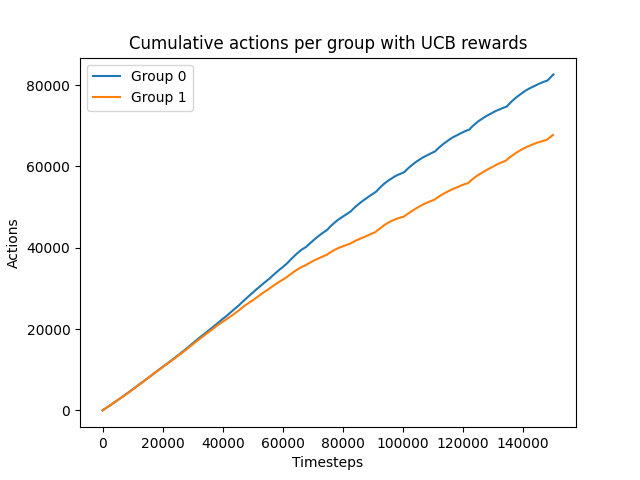 Cumulative actions per group with UCB rewards
Group 0
Group 1
80000
60000
40000
20000
0
Actions
0 20000 40000 60000 80000 100000 120000 140000
Timesteps